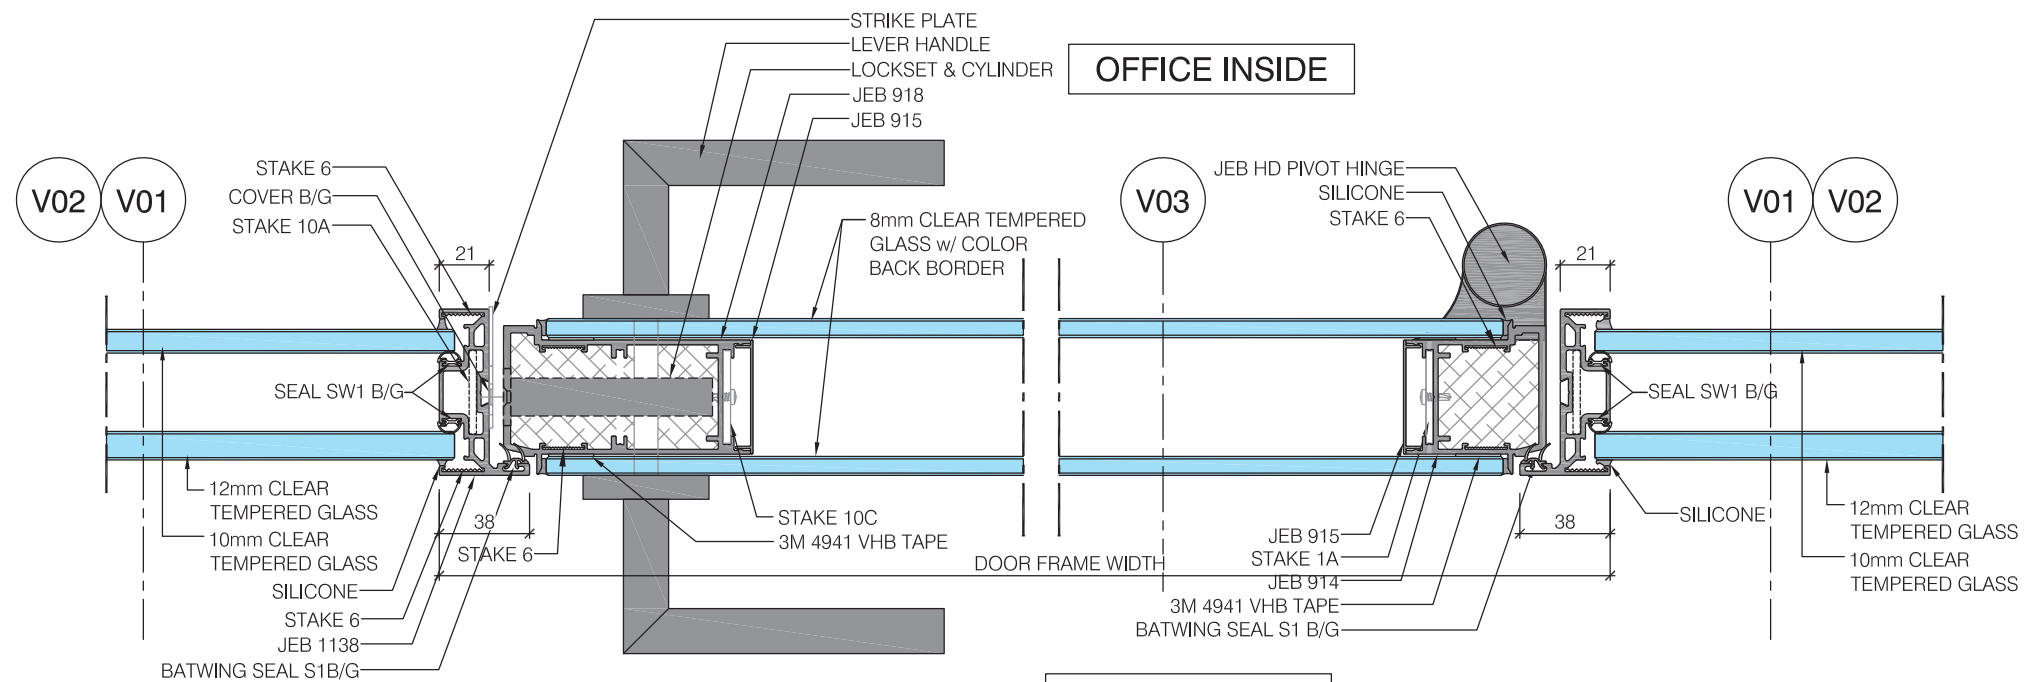 STRIKE PLATE
LEVER HANDLE
LOCKSET & CYLINDER
JEB 918
JEB 915
OFFICE INSIDE
V02
V01
STAKE 6
COVER B/G
STAKE 10A
21
8mm CLEAR TEMPERED
GLASS w/ COLOR
BACK BORDER
V03
JEB HD PIVOT HINGE
SILICONE
STAKE 6
21
V01
V02
SEAL SW1 B/G
SEAL SW1 B/G
12mm CLEAR
TEMPERED GLASS
10mm CLEAR
TEMPERED GLASS
SILICONE
STAKE 6
JEB 1138
BATWING SEAL S1B/G
38
STAKE 6
STAKE 10C
3M 4941 VHB TAPE
DOOR FRAME WIDTH
JEB 915
STAKE 1A
JEB 914
3M 4941 VHB TAPE
BATWING SEAL S1 B/G
38
SILICONE
12mm CLEAR
TEMPERED GLASS
10mm CLEAR
TEMPERED GLASS